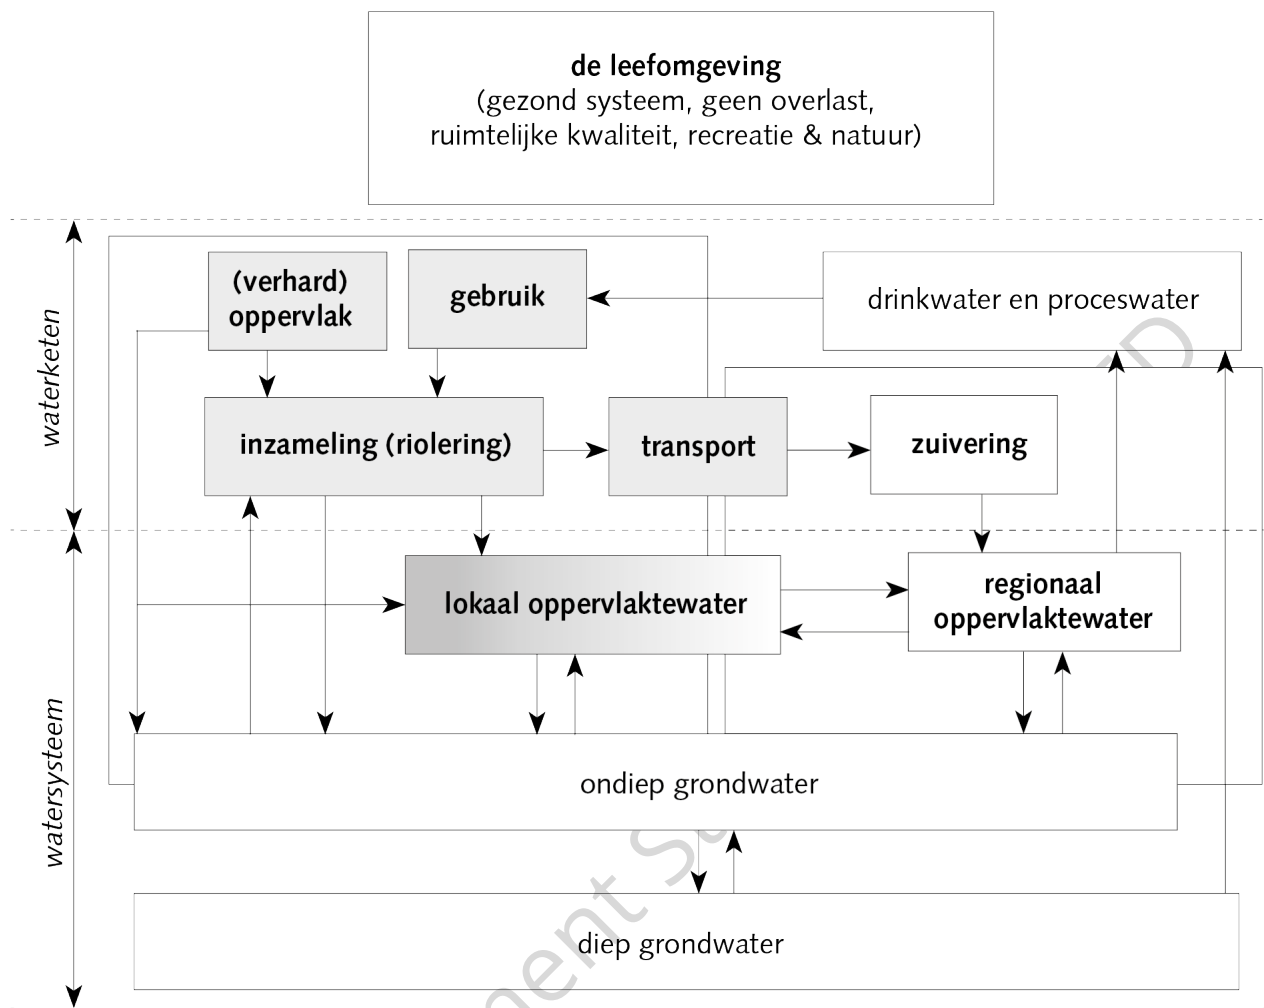 de leefomgeving
(gezond systeem, geen overlast,
ruimtelijke kwaliteit, recreatie & natuur)
waterketen
(verhard)
oppervlak
gebruik
drinkwater en proceswater
inzameling (riolering)
transport
zuivering
watersysteem
lokaal oppervlaktewater
regionaal
oppervlaktewater
ondiep grondwater
diep grondwater